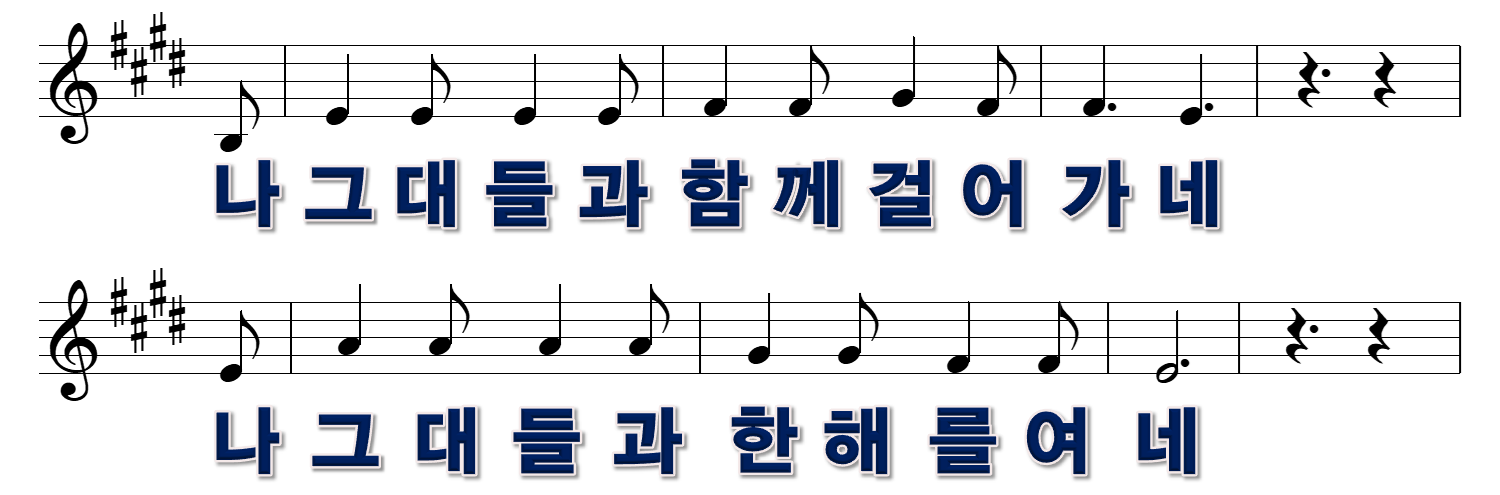 나 그 대 들 과 함 께 걸 어 가 네
나 그 대 들 과 한 해 를 여 네